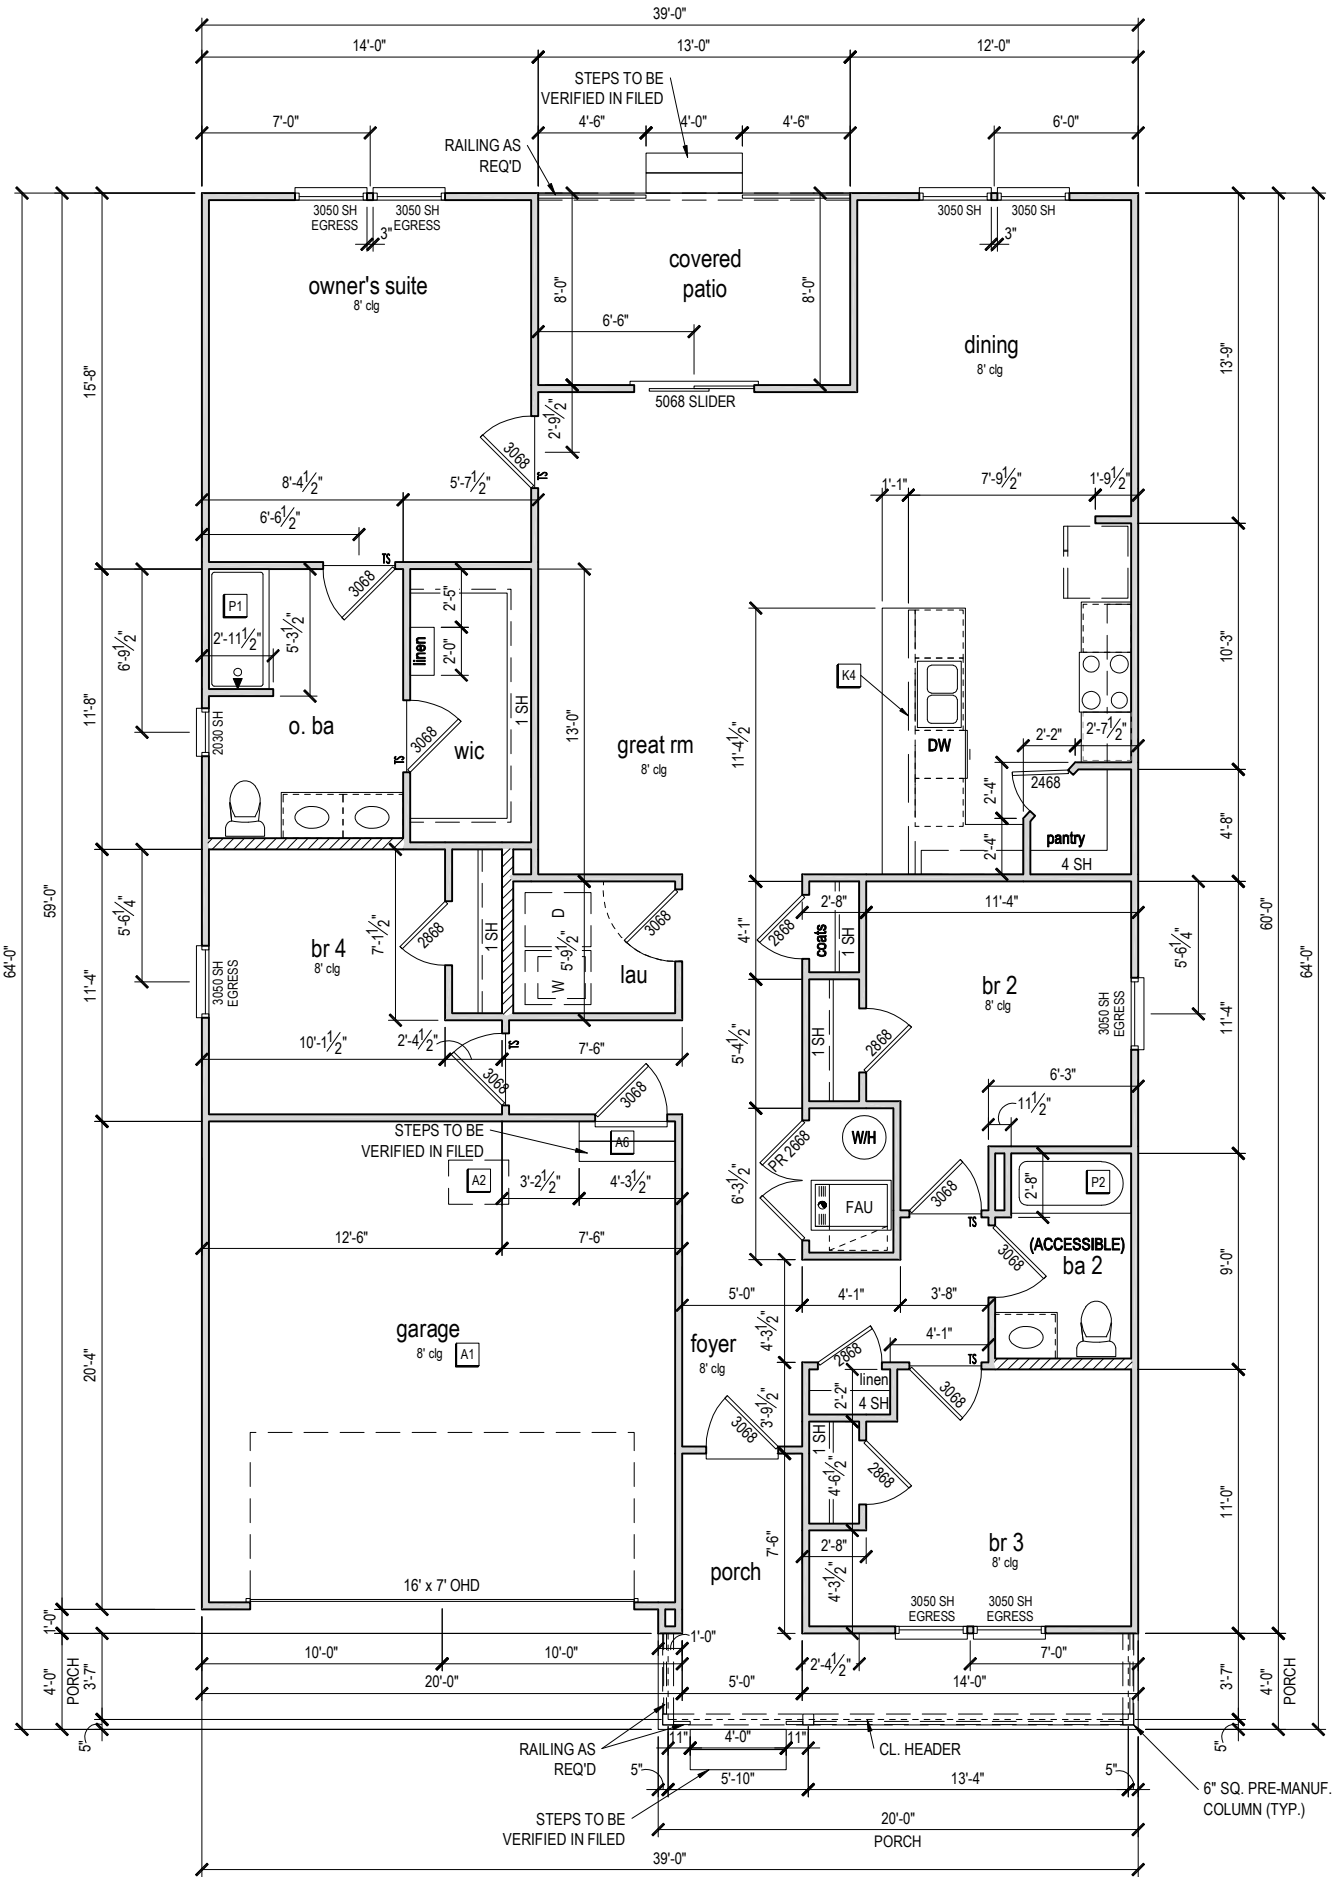 39'-0"
14'-0"
13'-0"
12'-0"
STEPS TO BE
VERIFIED IN FILED
7'-0"
4'-6"
4'-0"
4'-6"
6'-0"
RAILING AS
REQ'D
3050 SH
EGRESS
3050 SH
EGRESS
3"
3050 SH
3050 SH
3"
owner's suite
8' clg
covered
patio
8'-0"
8'-0"
6'-6"
dining
8' clg
13'-9"
15'-8"
5068 SLIDER
2'-9½"
3068
TS
8'-4½"
5'-7½"
6'-6½"
1'-1"
7'-9½"
1'-9½"
TS
3068
P1
2'-11½"
5'-3½"
2'-5"
linen
2'-0"
1 SH
13'-0"
6'-9½"
11'-8"
2030 SH
o. ba
TS
3068
wic
great rm
8' clg
11'-4½"
K4
DW
10'-3"
2'-2"
2'-7½"
2468
2'-4"
2'-4"
pantry
4 SH
4'-8"
59'-0"
64'-0"
60'-0"
64'-0"
5'-6¼"
11'-4"
3050 SH
EGRESS
br 4
8' clg
7'-1½"
2868
1 SH
D
W
5'-9½"
3068
lau
10'-1½"
2'-4½"
7'-6"
TS
3068
3068
4'-1"
2'-8"
11'-4"
2868
coats
1 SH
br 2
8' clg
5'-6¼"
11'-4"
3050 SH
EGRESS
5'-4½"
1 SH
2868
6'-3"
11½"
STEPS TO BE
VERIFIED IN FILED
A6
A2
3'-2½"
4'-3½"
12'-6"
7'-6"
PR 2668
W/H
6'-3½"
FAU
3068
TS
2'-8"
P2
(ACCESSIBLE)
ba 2
3068
9'-0"
5'-0"
4'-1"
3'-8"
garage
8' clg
A1
20'-4"
foyer
8' clg
4'-3½"
2868
4'-1"
TS
linen
4 SH
2'-2"
3068
3'-9½"
3068
1 SH
4'-6½"
2868
11'-0"
br 3
8' clg
7'-6"
2'-8"
4'-3½"
porch
16' x 7' OHD
3050 SH
EGRESS
3050 SH
EGRESS
1'-0"
1'-0"
10'-0"
10'-0"
2'-4½"
7'-0"
20'-0"
5'-0"
14'-0"
4'-0"
PORCH
3'-7"
5"
3'-7"
4'-0"
PORCH
5"
RAILING AS
REQ'D
11"
4'-0"
11"
CL. HEADER
5"
5'-10"
13'-4"
5"
6" SQ. PRE-MANUF.
COLUMN (TYP.)
STEPS TO BE
VERIFIED IN FILED
20'-0"
PORCH
39'-0"